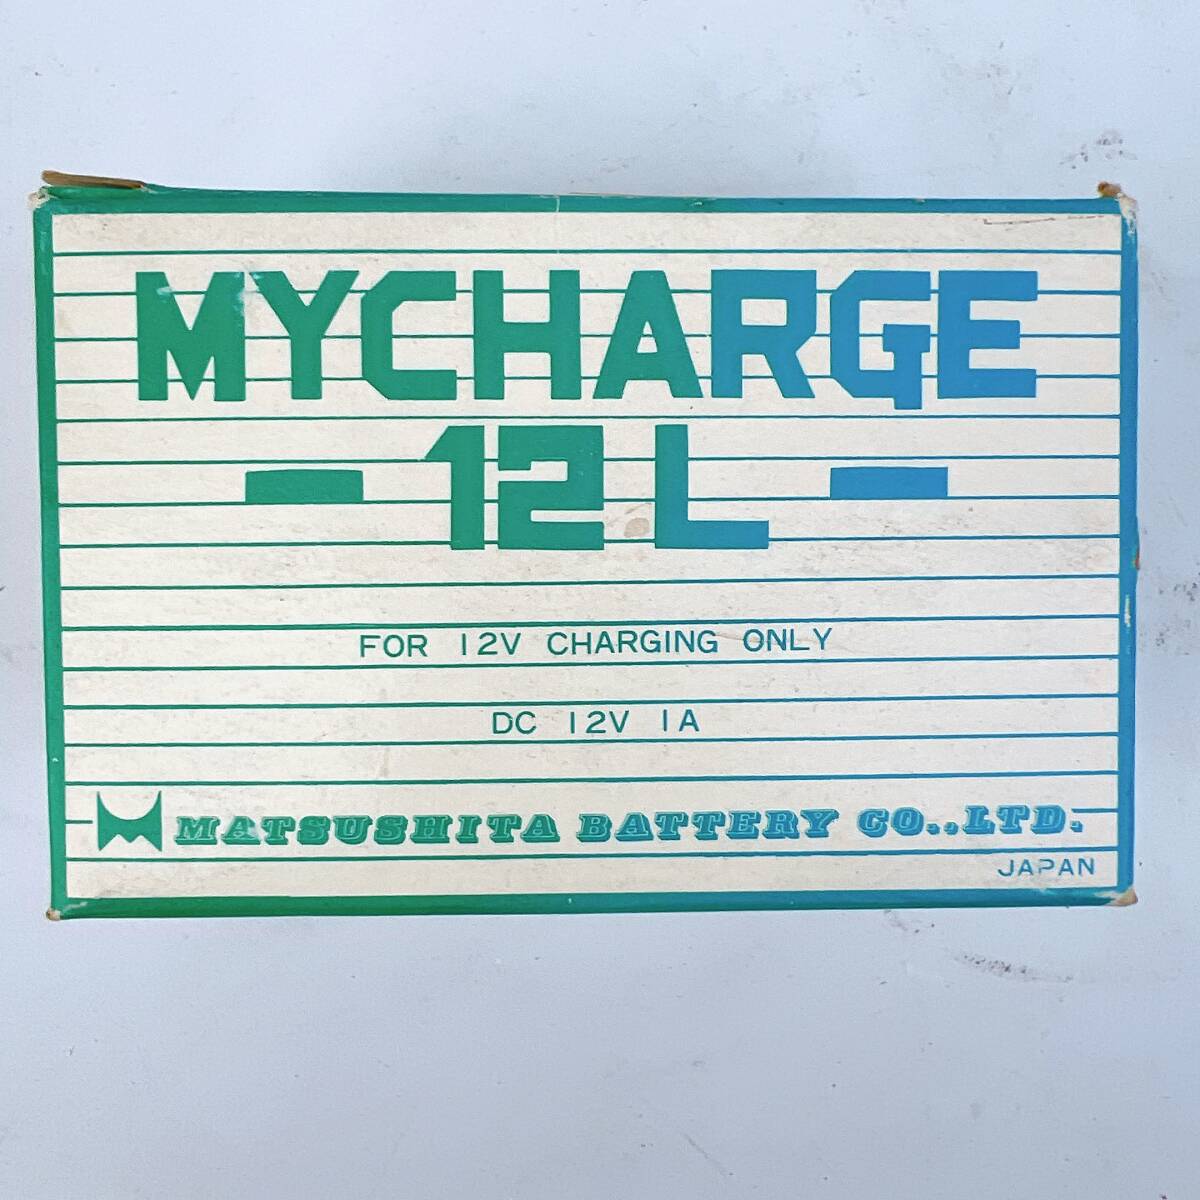 MYCHARGE
- 12L -
FOR 12V CHARGING ONLY
DC 12V 1A
MATSUSHITA BATTERY CO.,LTD.
JAPAN